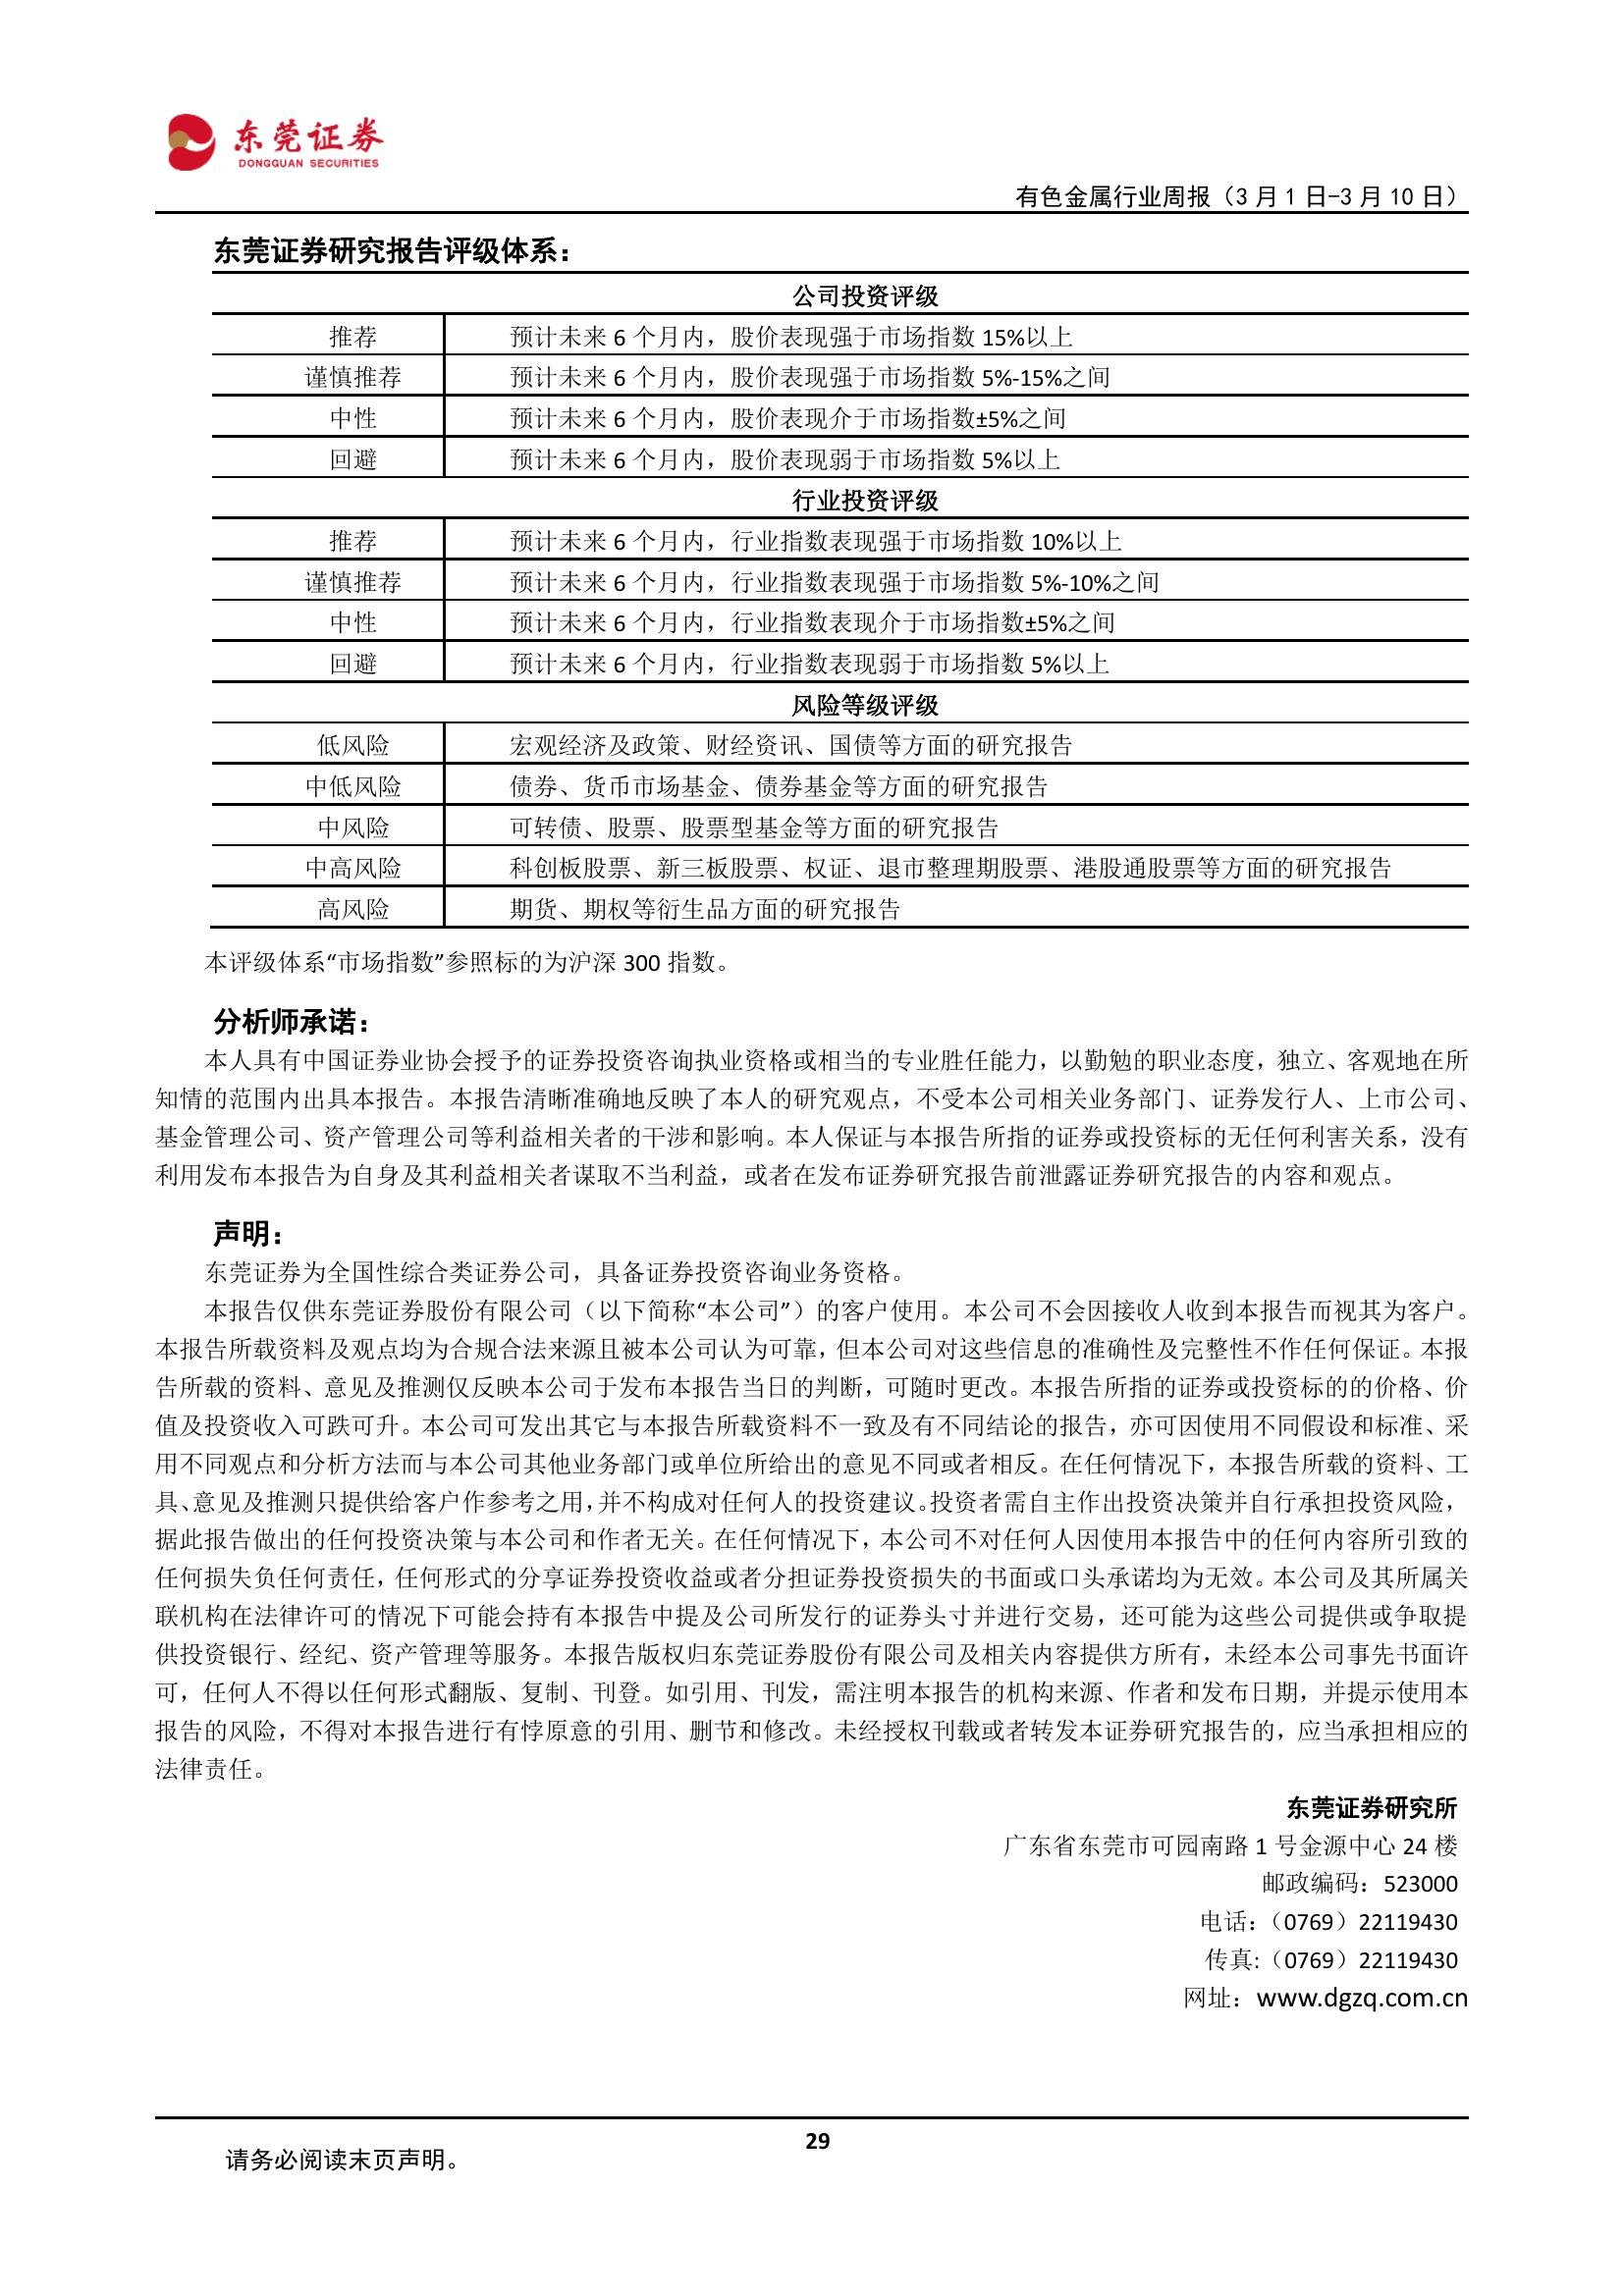 东莞证券
DONGGUAN SECURITIES
有色金属行业周报（3 月 1 日-3 月 10 日）
东莞证券研究报告评级体系：
公司投资评级
推荐 预计未来 6 个月内，股价表现强于市场指数 15%以上
谨慎推荐 预计未来 6 个月内，股价表现强于市场指数 5%-15%之间
中性 预计未来 6 个月内，股价表现介于市场指数±5%之间
回避 预计未来 6 个月内，股价表现弱于市场指数 5%以上
行业投资评级
推荐 预计未来 6 个月内，行业指数表现强于市场指数 10%以上
谨慎推荐 预计未来 6 个月内，行业指数表现强于市场指数 5%-10%之间
中性 预计未来 6 个月内，行业指数表现介于市场指数±5%之间
回避 预计未来 6 个月内，行业指数表现弱于市场指数 5%以上
风险等级评级
低风险 宏观经济及政策、财经资讯、国债等方面的研究报告
中低风险 债券、货币市场基金、债券基金等方面的研究报告
中风险 可转债、股票、股票型基金等方面的研究报告
中高风险 科创板股票、新三板股票、权证、退市整理期股票、港股通股票等方面的研究报告
高风险 期货、期权等衍生品方面的研究报告
本评级体系“市场指数”参照标的为沪深 300 指数。
分析师承诺：
本人具有中国证券业协会授予的证券投资咨询执业资格或相当的专业胜任能力，以勤勉的职业态度，独立、客观地在所
知情的范围内出具本报告。本报告清晰准确地反映了本人的研究观点，不受本公司相关业务部门、证券发行人、上市公司、
基金管理公司、资产管理公司等利益相关者的干涉和影响。本人保证与本报告所指的证券或投资标的无任何利害关系，没有
利用发布本报告为自身及其利益相关者谋取不当利益，或者在发布证券研究报告前泄露证券研究报告的内容和观点。
声明：
东莞证券为全国性综合类证券公司，具备证券投资咨询业务资格。
本报告仅供东莞证券股份有限公司（以下简称“本公司”）的客户使用。本公司不会因接收人收到本报告而视其为客户。
本报告所载资料及观点均为合规合法来源且被本公司认为可靠，但本公司对这些信息的准确性及完整性不作任何保证。本报
告所载的资料、意见及推测仅反映本公司于发布本报告当日的判断，可随时更改。本报告所指的证券或投资标的的价格、价
值及投资收入可跌可升。本公司可发出其它与本报告所载资料不一致及有不同结论的报告，亦可因使用不同假设和标准、采
用不同观点和分析方法而与本公司其他业务部门或单位所给出的意见不同或者相反。在任何情况下，本报告所载的资料、工
具、意见及推测只提供给客户作参考之用，并不构成对任何人的投资建议。投资者需自主作出投资决策并自行承担投资风险，
据此报告做出的任何投资决策与本公司和作者无关。在任何情况下，本公司不对任何人因使用本报告中的任何内容所引致的
任何损失负任何责任，任何形式的分享证券投资收益或者分担证券投资损失的书面或口头承诺均为无效。本公司及其所属关
联机构在法律许可的情况下可能会持有本报告中提及公司所发行的证券头寸并进行交易，还可能为这些公司提供或争取提
供投资银行、经纪、资产管理等服务。本报告版权归东莞证券股份有限公司及相关内容提供方所有，未经本公司事先书面许
可，任何人不得以任何形式翻版、复制、刊登。如引用、刊发，需注明本报告的机构来源、作者和发布日期，并提示使用本
报告的风险，不得对本报告进行有悖原意的引用、删节和修改。未经授权刊载或者转发本证券研究报告的，应当承担相应的
法律责任。
东莞证券研究所
广东省东莞市可园南路 1 号金源中心 24 楼
邮政编码：523000
电话：（0769）22119430
传真:（0769）22119430
网址：www.dgzq.com.cn
29
请务必阅读末页声明。